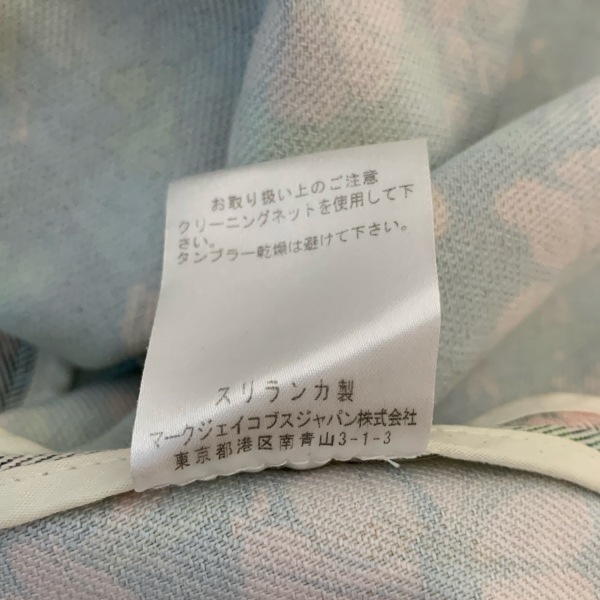 お取り扱い上のご注意
クリーニングネットを使用して下
さい。
タンブラー乾燥は避けて下さい。
スリランカ製
マークジェイコブスジャパン株式会社
東京都港区南青山3-1-3